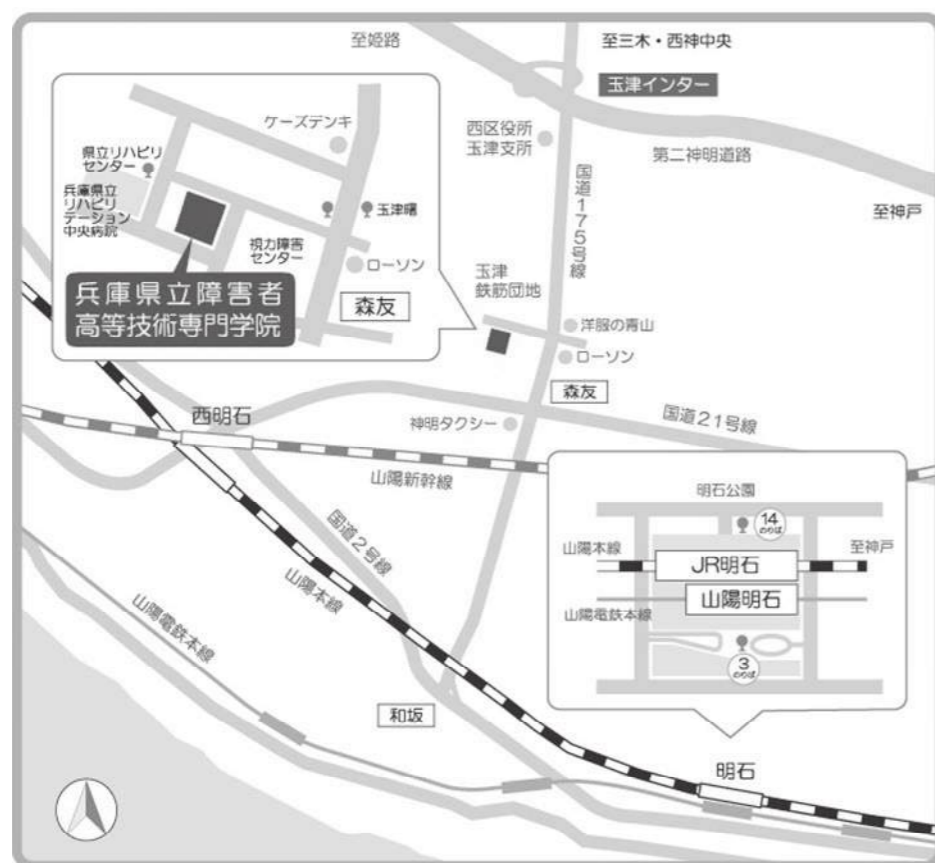 至姫路
至三木・西神中央
玉津インター
西区役所
玉津支所
第二神明道路
至神戸
国道175号線
ケーズデンキ
県立リハビリ
センター
兵庫県立
リハビリ
テーション
中央病院
玉津曙
視力障害
センター
ローソン
森友
兵庫県立障害者
高等技術専門学院
玉津
鉄筋団地
洋服の青山
ローソン
森友
西明石
神明タクシー
国道21号線
山陽新幹線
明石公園
14
のりば
山陽本線
至神戸
JR明石
山陽明石
山陽電鉄本線
3
のりば
国道2号線
山陽本線
山陽電鉄本線
和坂
明石